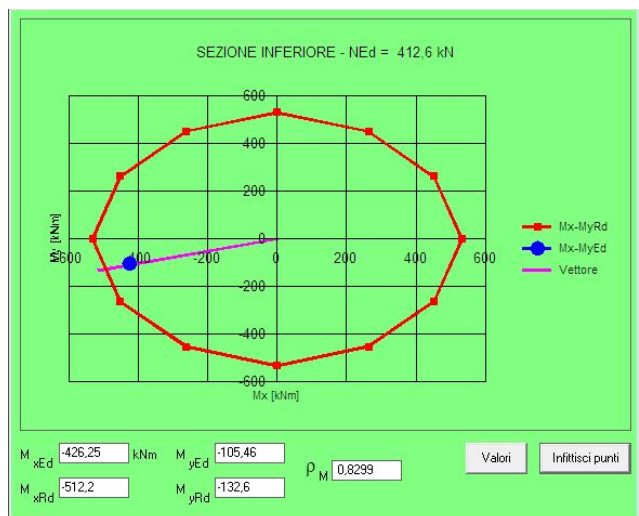 SEZIONE INFERIORE - NEd = 412,6 kN
600
400
200
0
-200
-400
-600
-600 -400 -200 0 200 400 600
My [kNm]
Mx [kNm]
Mx-MyRd
Mx-MyEd
Vettore
M xEd -426,25 kNm M yEd -105,46
M xRd -512,2 M yRd -132,6
ρ M 0,8299
Valori
Infittisci punti